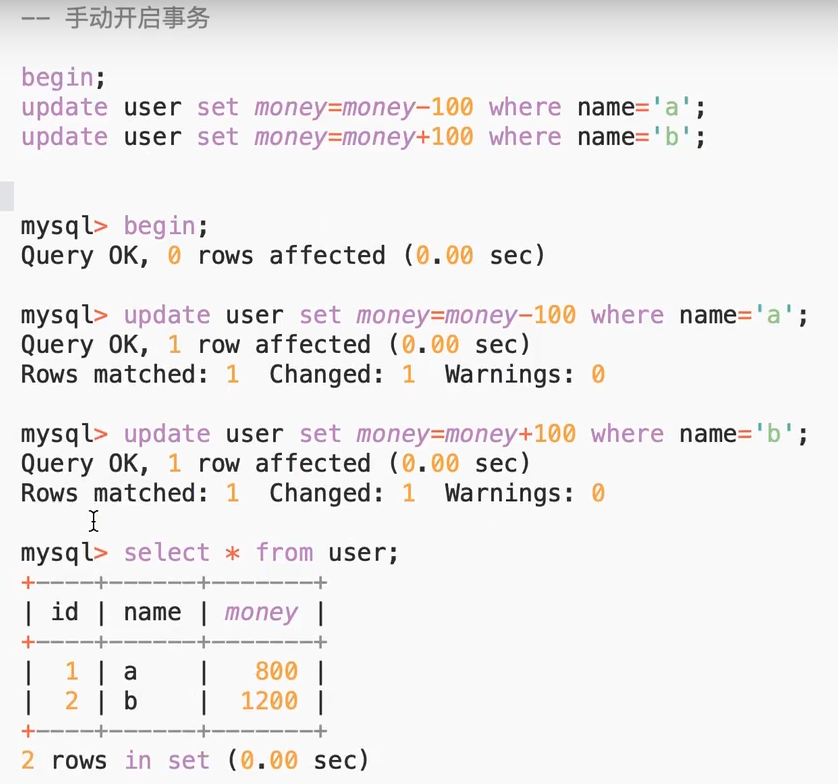 -- 手动开启事务
begin;
update user set money=money-100 where name='a';
update user set money=money+100 where name='b';
mysql> begin;
Query OK, 0 rows affected (0.00 sec)
mysql> update user set money=money-100 where name='a';
Query OK, 1 row affected (0.00 sec)
Rows matched: 1  Changed: 1  Warnings: 0
mysql> update user set money=money+100 where name='b';
Query OK, 1 row affected (0.00 sec)
Rows matched: 1  Changed: 1  Warnings: 0
mysql> select * from user;
+----+------+-------+
| id | name | money |
+----+------+-------+
|  1 | a    |   800 |
|  2 | b    |  1200 |
+----+------+-------+
2 rows in set (0.00 sec)